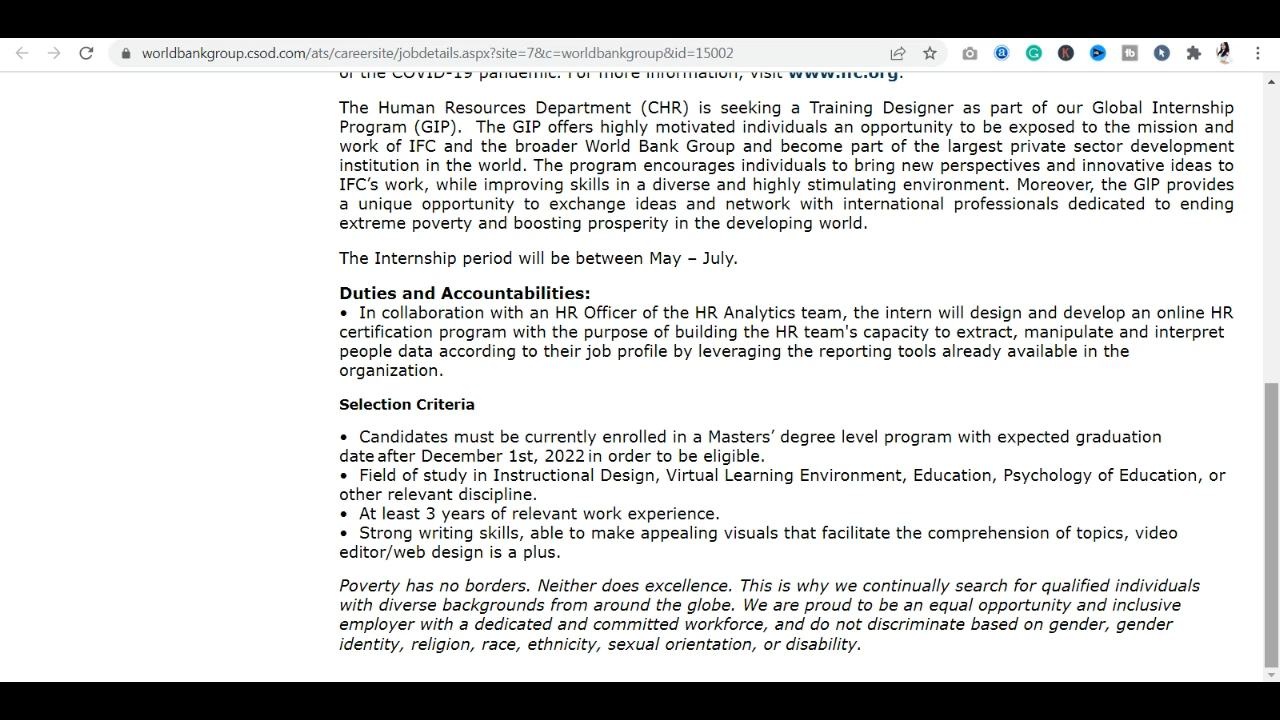 worldbankgroup.csod.com/ats/careersite/jobdetails.aspx?site=7&c=worldbankgroup&id=15002
of the COVID-19 pandemic. For more information, visit www.ifc.org.
The Human Resources Department (CHR) is seeking a Training Designer as part of our Global Internship
Program (GIP).  The GIP offers highly motivated individuals an opportunity to be exposed to the mission and
work of IFC and the broader World Bank Group and become part of the largest private sector development
institution in the world. The program encourages individuals to bring new perspectives and innovative ideas to
IFC’s work, while improving skills in a diverse and highly stimulating environment. Moreover, the GIP provides
a unique opportunity to exchange ideas and network with international professionals dedicated to ending
extreme poverty and boosting prosperity in the developing world.
The Internship period will be between May – July.
Duties and Accountabilities:
• In collaboration with an HR Officer of the HR Analytics team, the intern will design and develop an online HR
certification program with the purpose of building the HR team's capacity to extract, manipulate and interpret
people data according to their job profile by leveraging the reporting tools already available in the
organization.
Selection Criteria
• Candidates must be currently enrolled in a Masters’ degree level program with expected graduation
date after December 1st, 2022 in order to be eligible.
• Field of study in Instructional Design, Virtual Learning Environment, Education, Psychology of Education, or
other relevant discipline.
• At least 3 years of relevant work experience.
• Strong writing skills, able to make appealing visuals that facilitate the comprehension of topics, video
editor/web design is a plus.
Poverty has no borders. Neither does excellence. This is why we continually search for qualified individuals
with diverse backgrounds from around the globe. We are proud to be an equal opportunity and inclusive
employer with a dedicated and committed workforce, and do not discriminate based on gender, gender
identity, religion, race, ethnicity, sexual orientation, or disability.